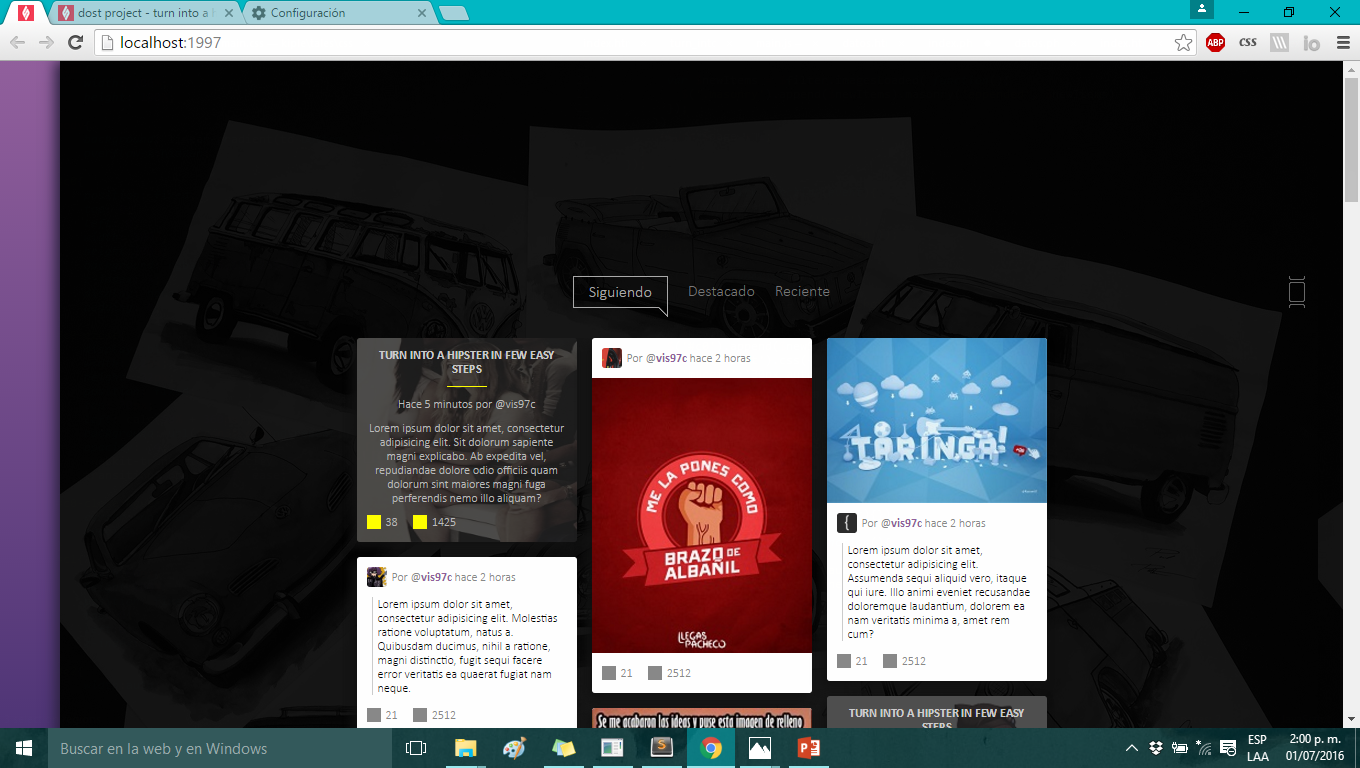 dost project - turn into a
Configuración
localhost:1997
ABP
CSS
io
Siguiendo
Destacado
Reciente
TURN INTO A HIPSTER IN FEW EASY
STEPS
Hace 5 minutos por @vis97c
Lorem ipsum dolor sit amet, consectetur
adipisicing elit. Sit dolorum sapiente
magni explicabo. Ab expedita vel,
repudiandae dolore odio officiis quam
dolorum sint maiores magni fuga
perferendis nemo illo aliquam?
38
1425
Por @vis97c hace 2 horas
Lorem ipsum dolor sit amet,
consectetur adipisicing elit. Molestias
ratione voluptatum, natus a.
Quibusdam ducimus, nihil a ratione,
magni distinctio, fugit sequi facere
error veritatis ea quaerat fugiat nam
neque.
21
2512
Por @vis97c hace 2 horas
ME LA PONES COMO
BRAZO DE
ALBAÑIL
LLEGAS
PACHECO
21
2512
Se me acabaron las ideas y puse esta imagen de relleno
TARINGA!
Por @vis97c hace 2 horas
Lorem ipsum dolor sit amet,
consectetur adipisicing elit.
Assumenda sequi aliquid vero, itaque
qui iure. Illo animi eveniet recusandae
doloremque laudantium, dolorem ea
nam veritatis minima a, amet rem
cum?
21
2512
TURN INTO A HIPSTER IN FEW EASY
STEPS
Buscar en la web y en Windows
ESP
LAA
2:00 p. m.
01/07/2016